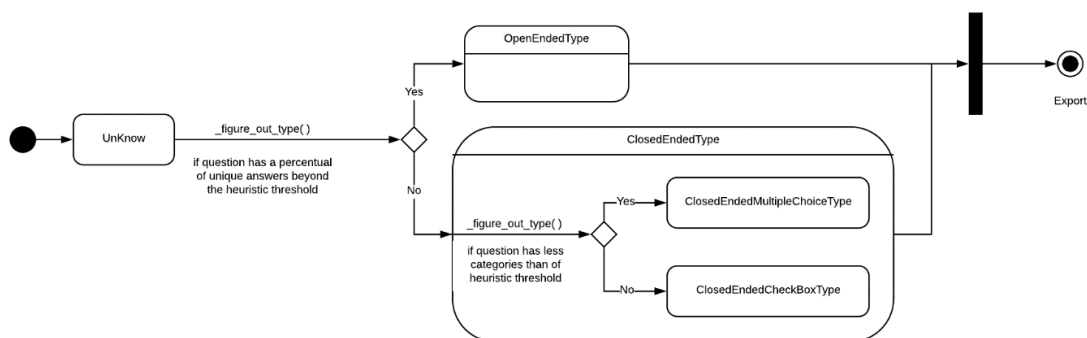 OpenEndedType
Yes
UnKnow
_figure_out_type( )
if question has a percentual
of unique answers beyond
the heuristic threshold
No
ClosedEndedType
_figure_out_type( )
if question has less
categories than of
heuristic threshold
Yes
ClosedEndedMultipleChoiceType
No
ClosedEndedCheckBoxType
Export